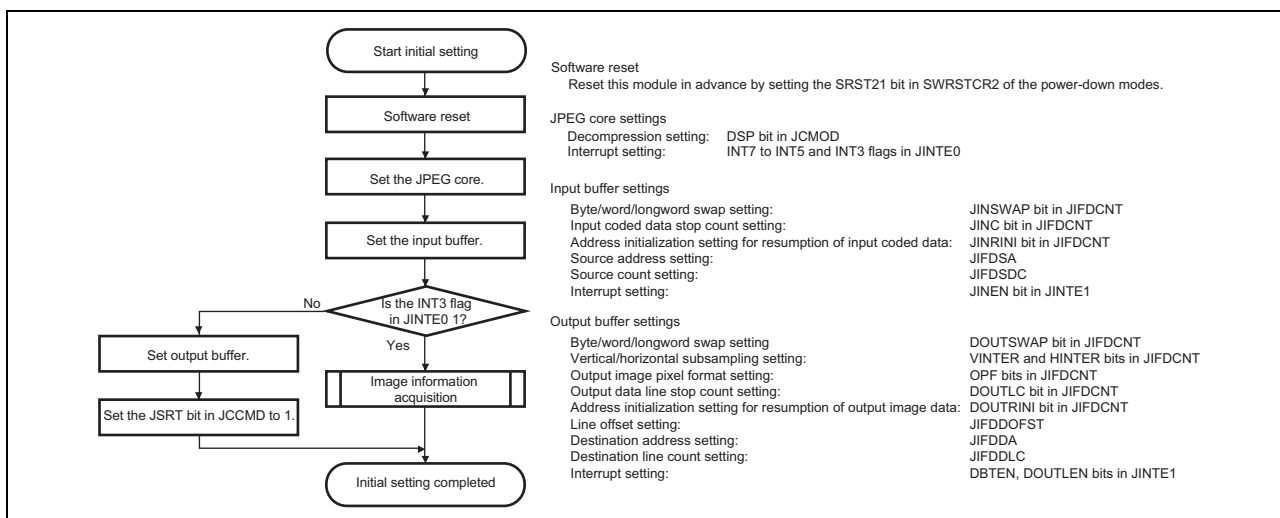 Start initial setting
Software reset
Set the JPEG core.
Set the input buffer.
Is the INT3 flag
in JINTE0 1?
No
Yes
Set output buffer.
Set the JSRT bit in JCCMD to 1.
Image information
acquisition
Initial setting completed
Software reset
Reset this module in advance by setting the SRST21 bit in SWRSTCR2 of the power-down modes.
JPEG core settings
Decompression setting: DSP bit in JCMOD
Interrupt setting: INT7 to INT5 and INT3 flags in JINTE0
Input buffer settings
Byte/word/longword swap setting: JINSWAP bit in JIFDCNT
Input coded data stop count setting: JINC bit in JIFDCNT
Address initialization setting for resumption of input coded data: JINRINI bit in JIFDCNT
Source address setting: JIFDSA
Source count setting: JIFDSDC
Interrupt setting: JINEN bit in JINTE1
Output buffer settings
Byte/word/longword swap setting DOUTSWAP bit in JIFDCNT
Vertical/horizontal subsampling setting: VINTER and HINTER bits in JIFDCNT
Output image pixel format setting: OPF bits in JIFDCNT
Output data line stop count setting: DOUTLC bit in JIFDCNT
Address initialization setting for resumption of output image data: DOUTRINI bit in JIFDCNT
Line offset setting: JIFDDOFST
Destination address setting: JIFDDA
Destination line count setting: JIFDDLC
Interrupt setting: DBTEN, DOUTLEN bits in JINTE1